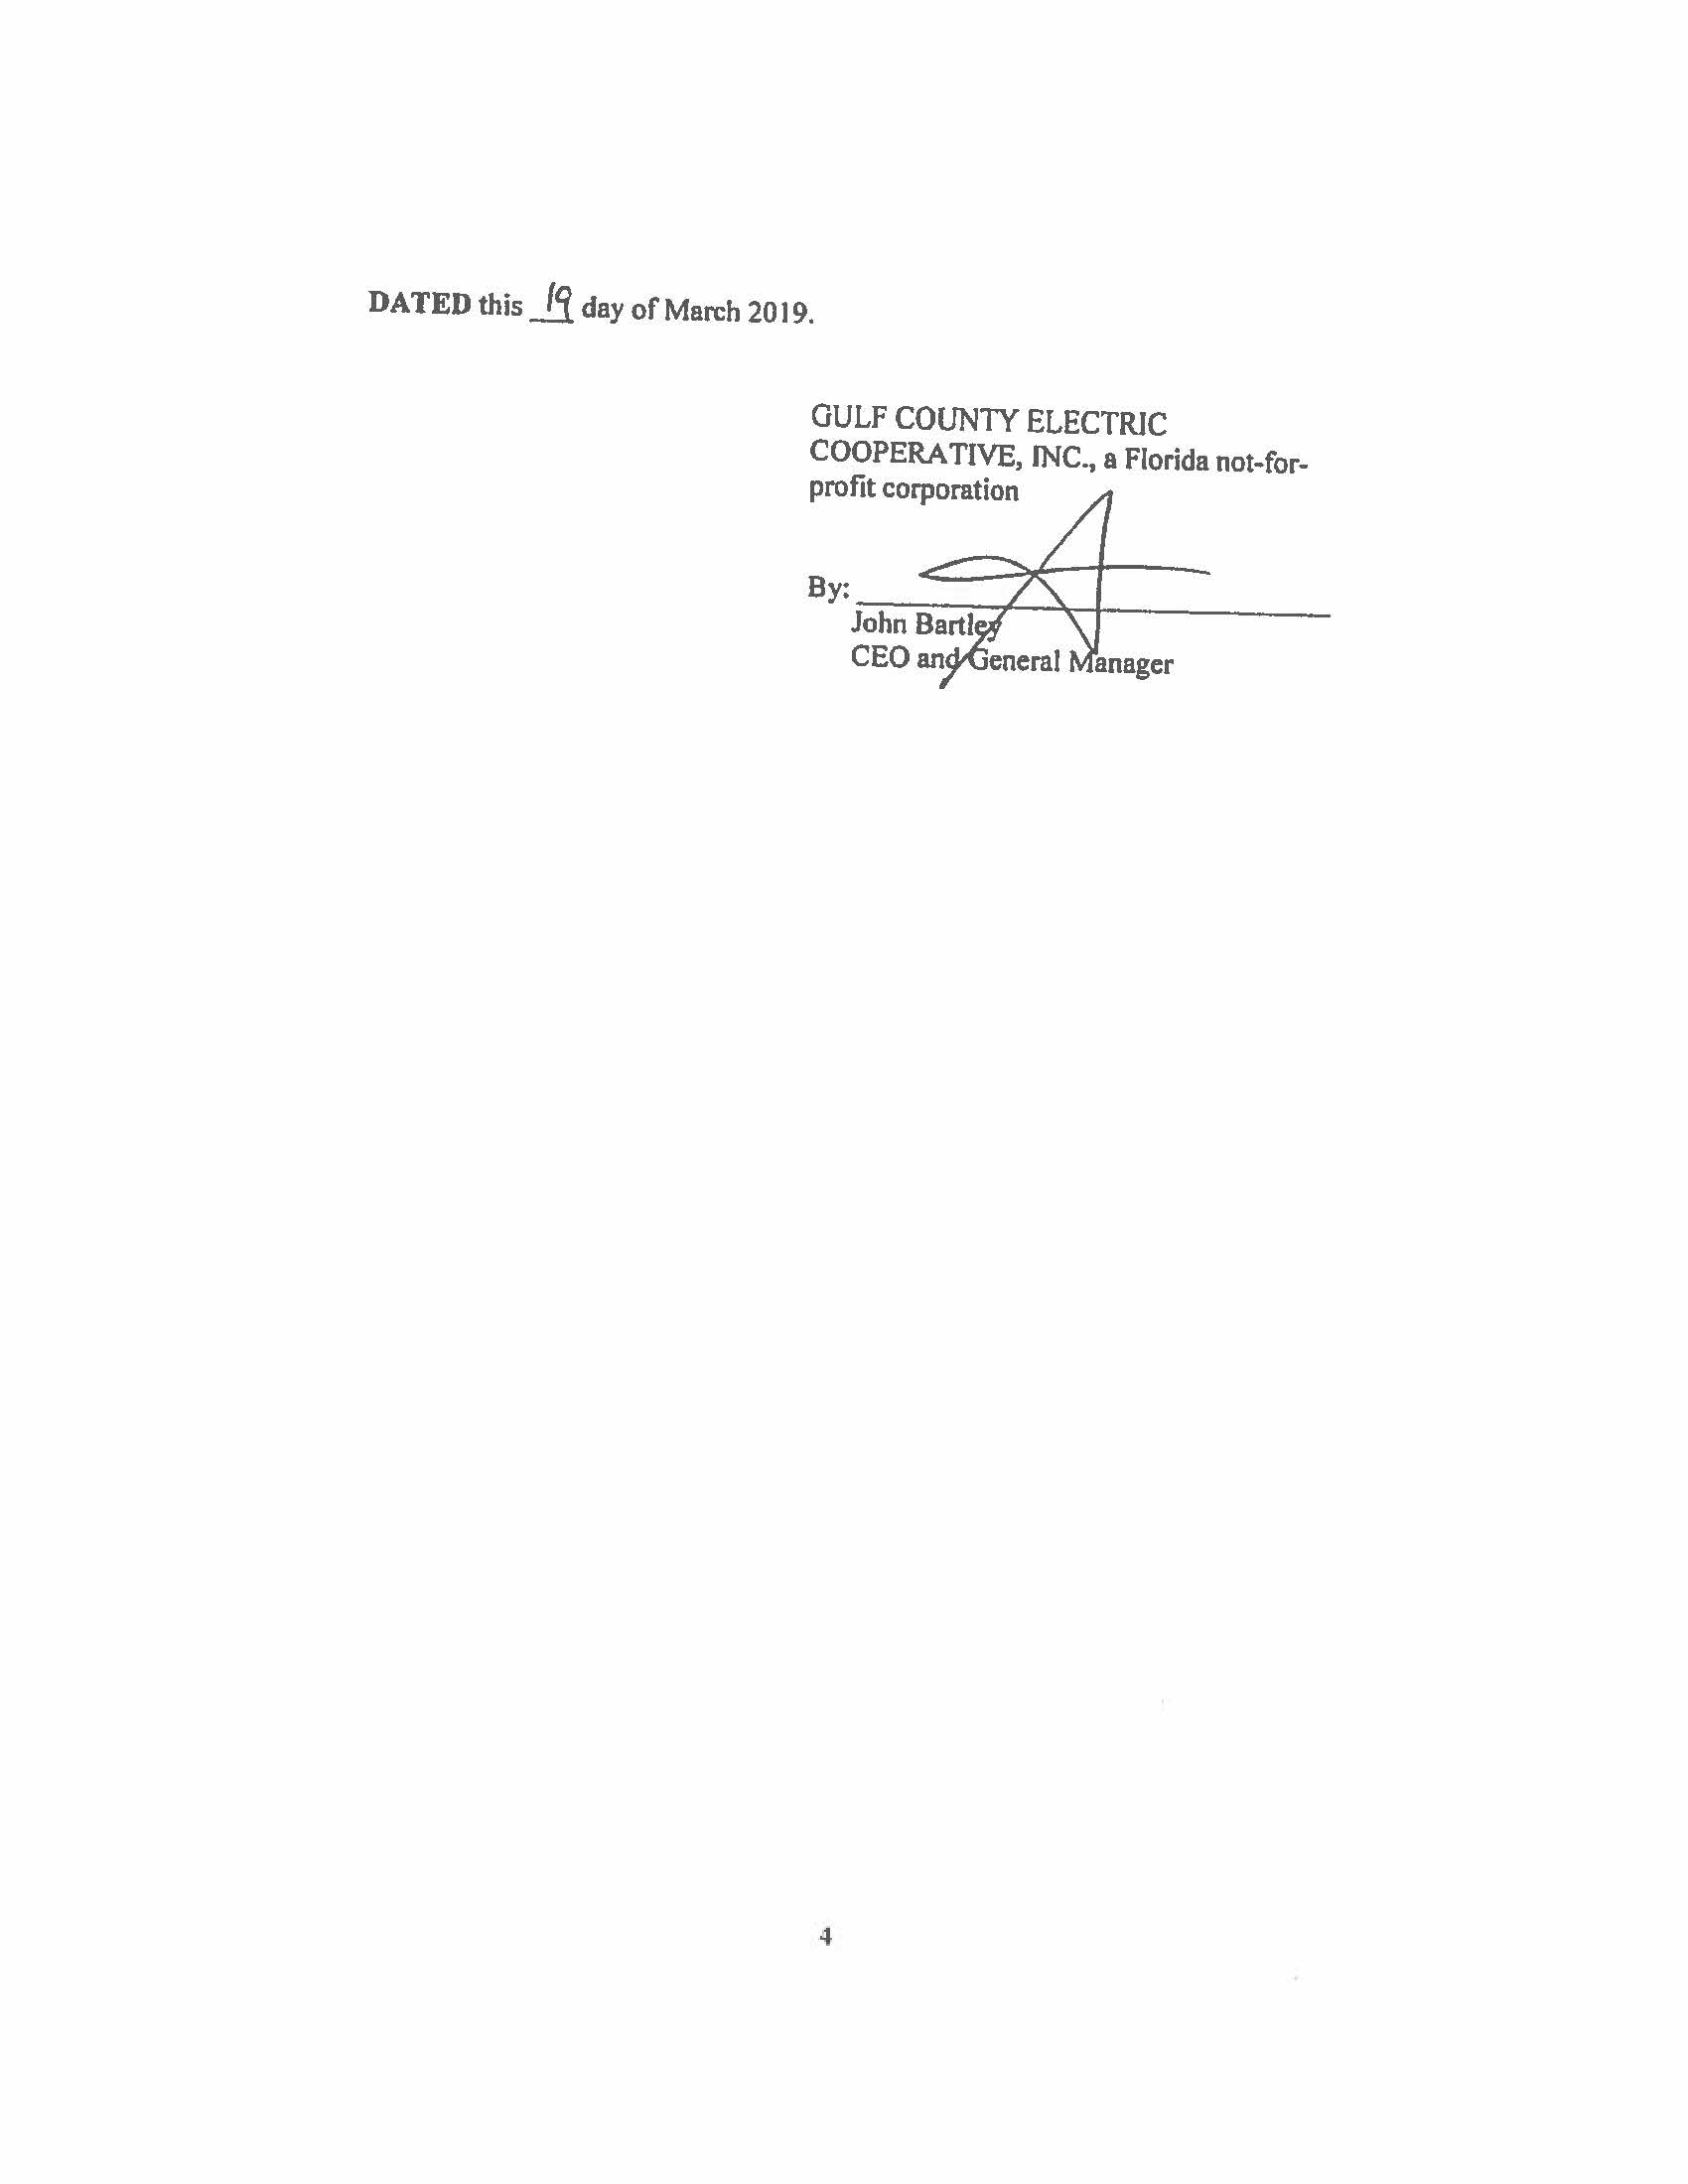 DATED this 19 day of March 2019.
GULF COUNTY ELECTRIC
COOPERATIVE, INC., a Florida not-for-
profit corporation
By:
John Bartley
CEO and General Manager
4